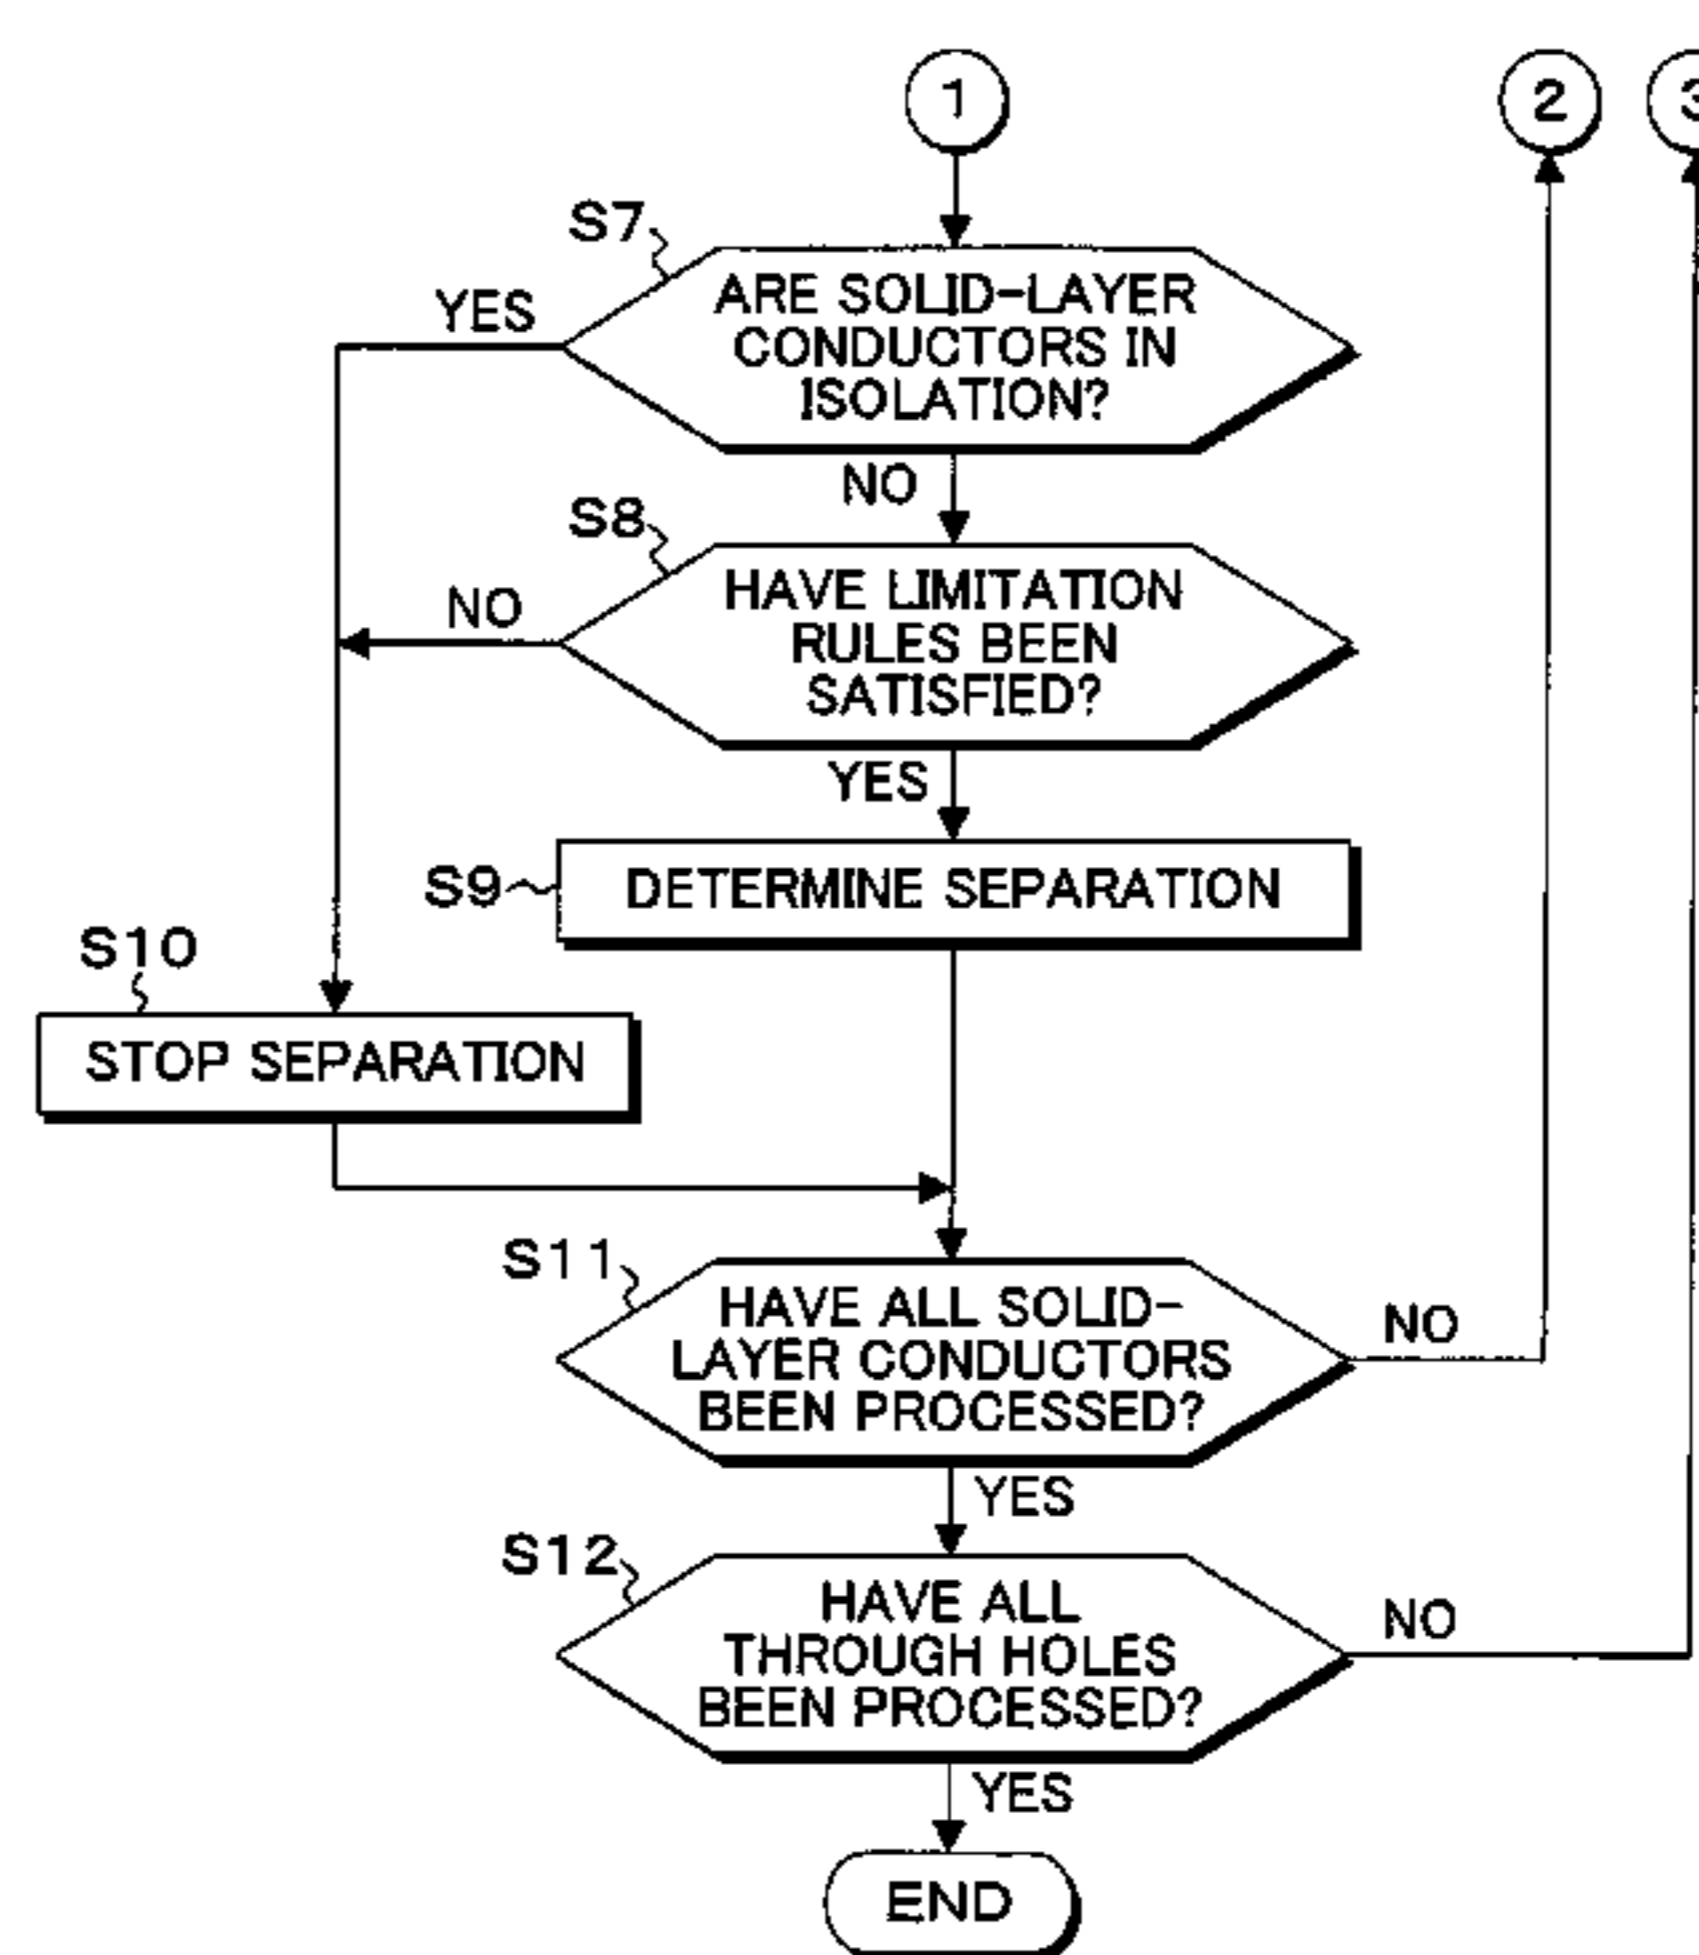 1
2
3
S7
YES
ARE SOLID-LAYER
CONDUCTORS IN
ISOLATION?
NO
S8
NO
HAVE LIMITATION
RULES BEEN
SATISFIED?
YES
S9
DETERMINE SEPARATION
S10
STOP SEPARATION
S11
HAVE ALL SOLID-
LAYER CONDUCTORS
BEEN PROCESSED?
NO
YES
S12
HAVE ALL
THROUGH HOLES
BEEN PROCESSED?
NO
YES
END